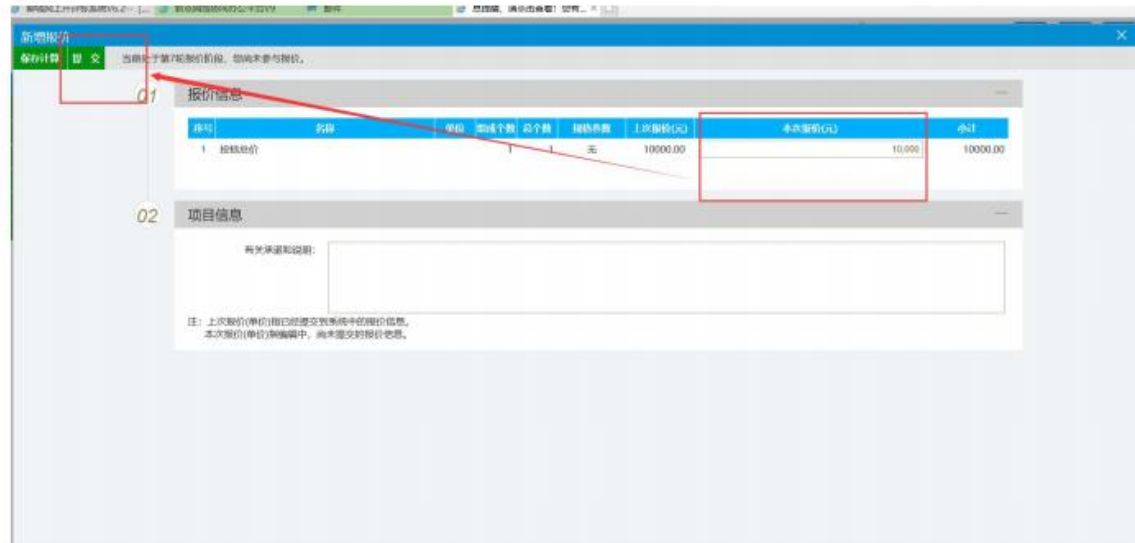 新增报价
保存计算 提 交 当前处于第7轮报价阶段，您尚未参与报价。
01 报价信息
序号 名称 单位 组成个数 总个数 规格参数 上次报价(元) 本次报价(元) 小计
1 投标总价 1 1 无 10000.00 10,000 10000.00
02 项目信息
有关承诺和说明：
注：上次报价(单价)指已经提交到系统中的报价信息。
本次报价(单价)指编辑中，尚未提交的报价信息。